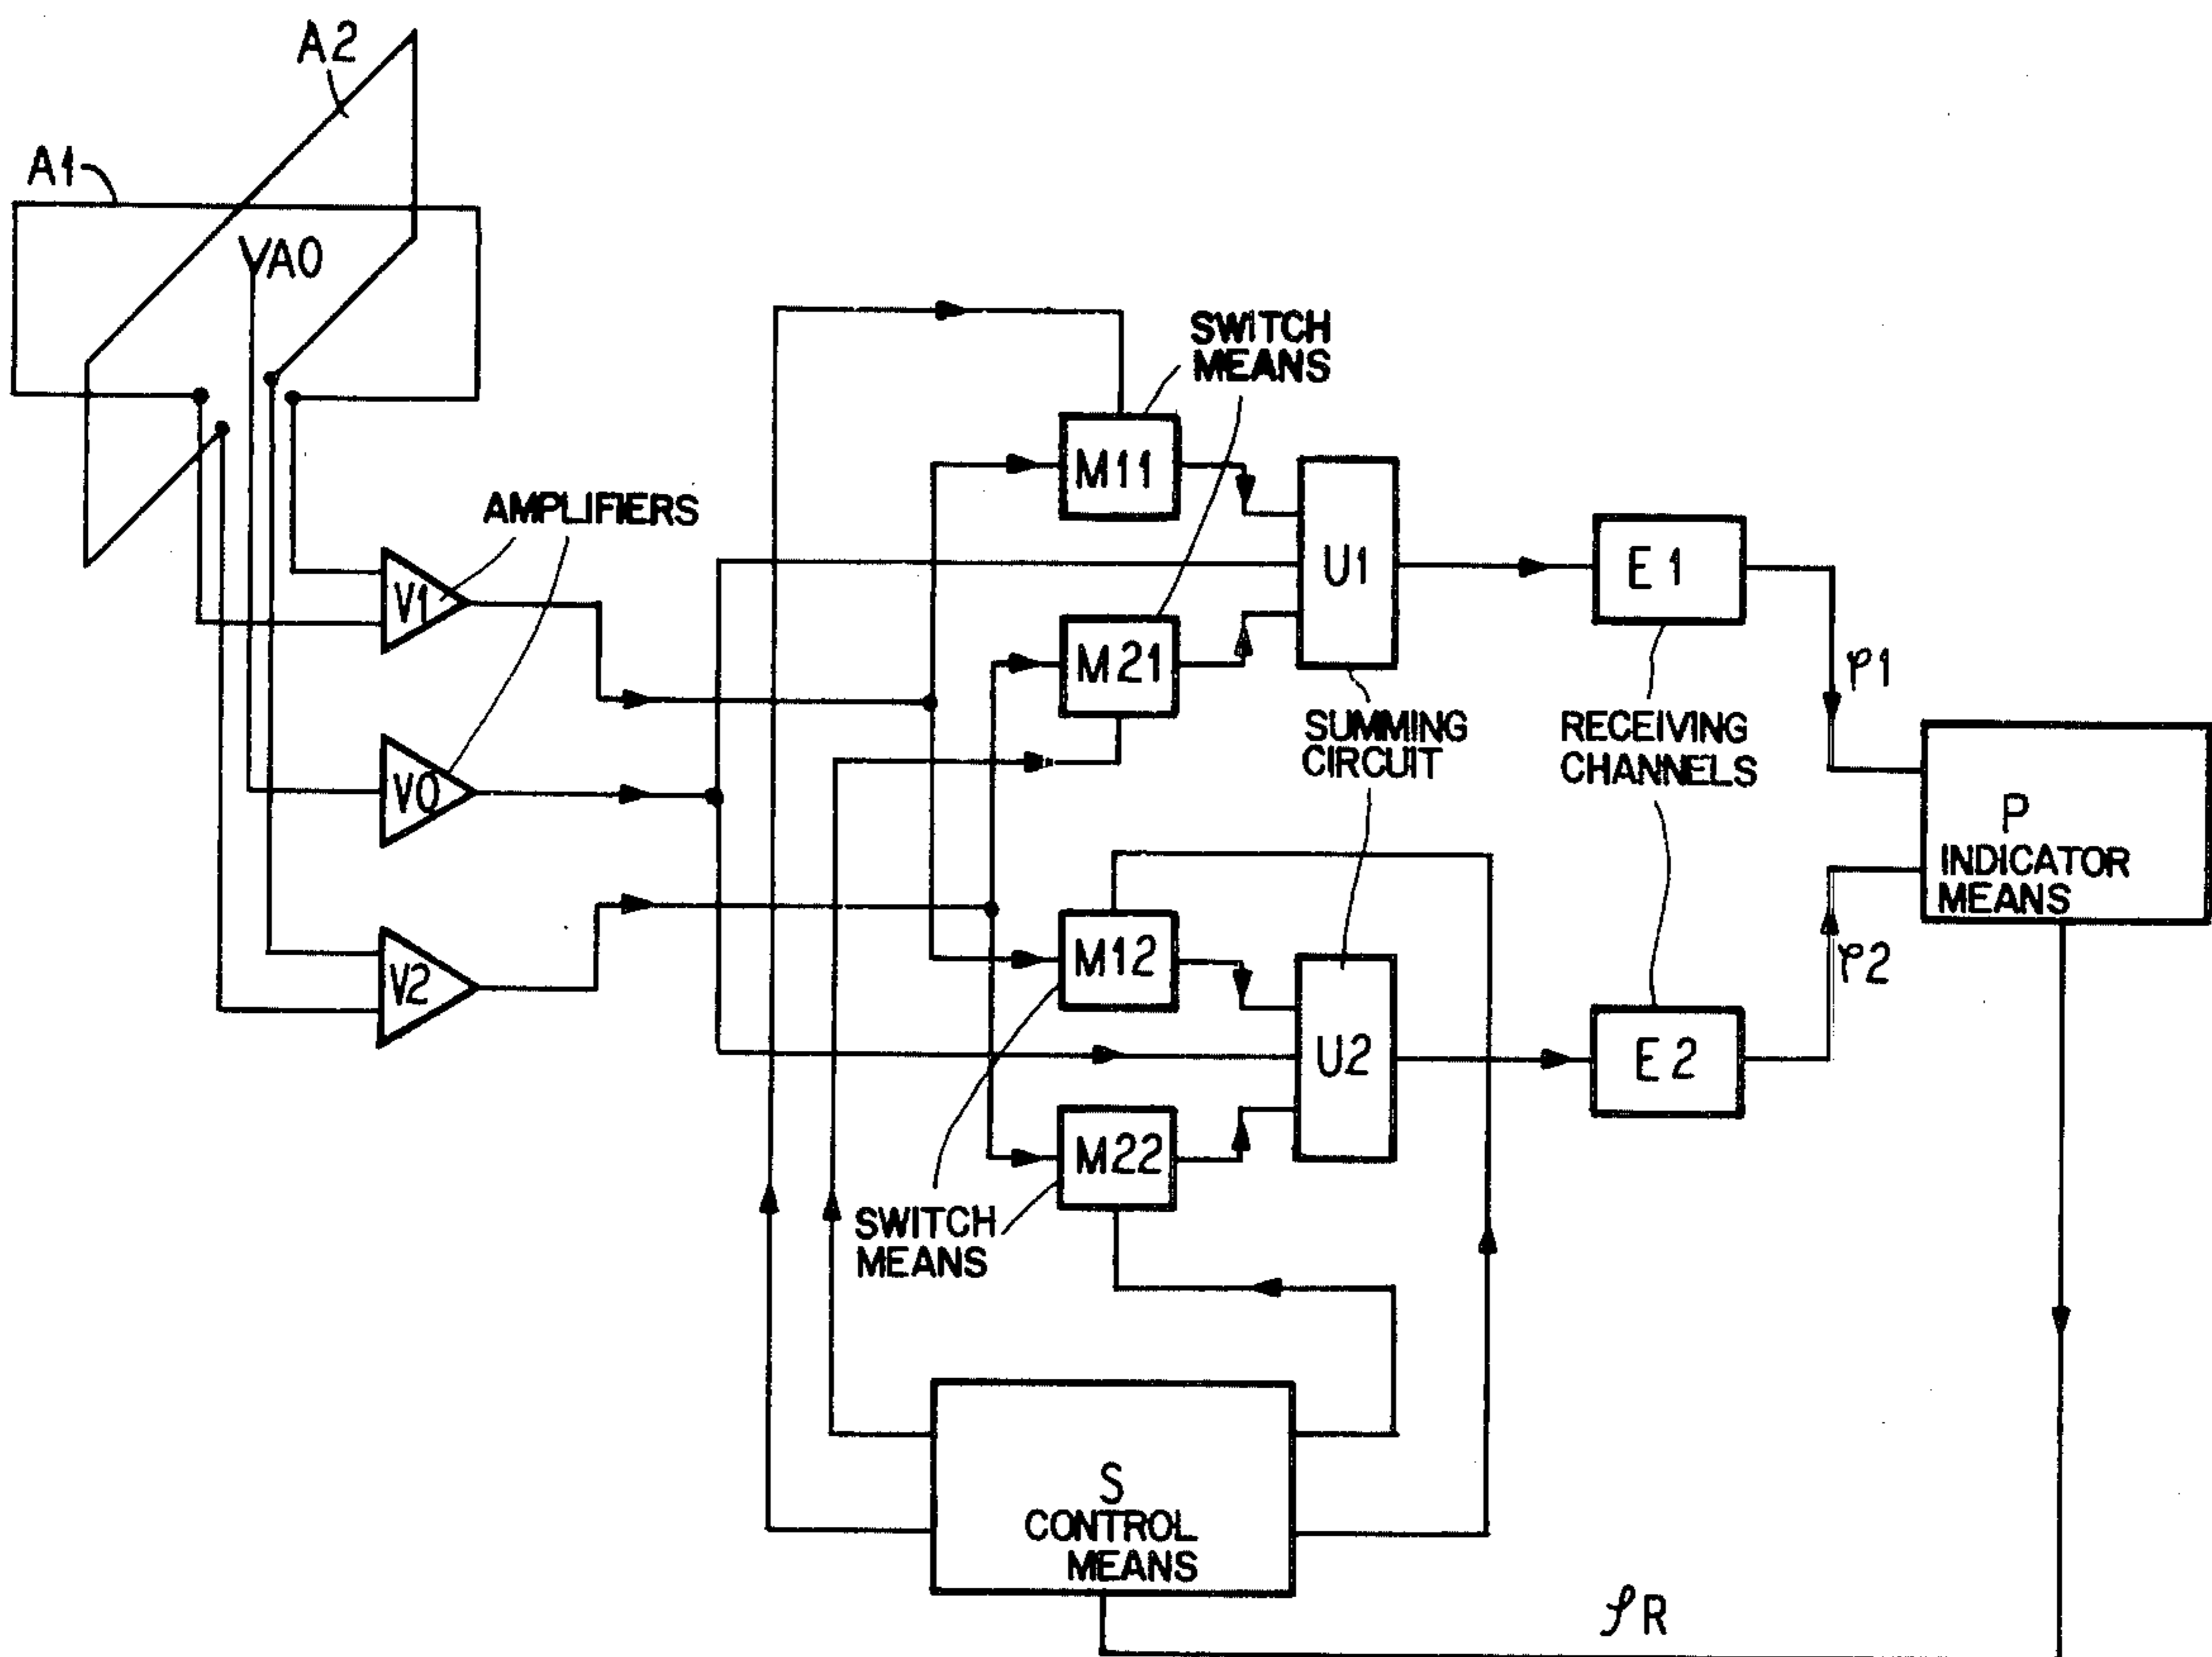 A2
A1
A0
SWITCH
MEANS
M11
AMPLIFIERS
U1
E1
V1
M21
φ1
SUMMING
CIRCUIT
RECEIVING
CHANNELS
V0
P
INDICATOR
MEANS
M12
φ2
V2
U2
E2
M22
SWITCH
MEANS
S
CONTROL
MEANS
φR